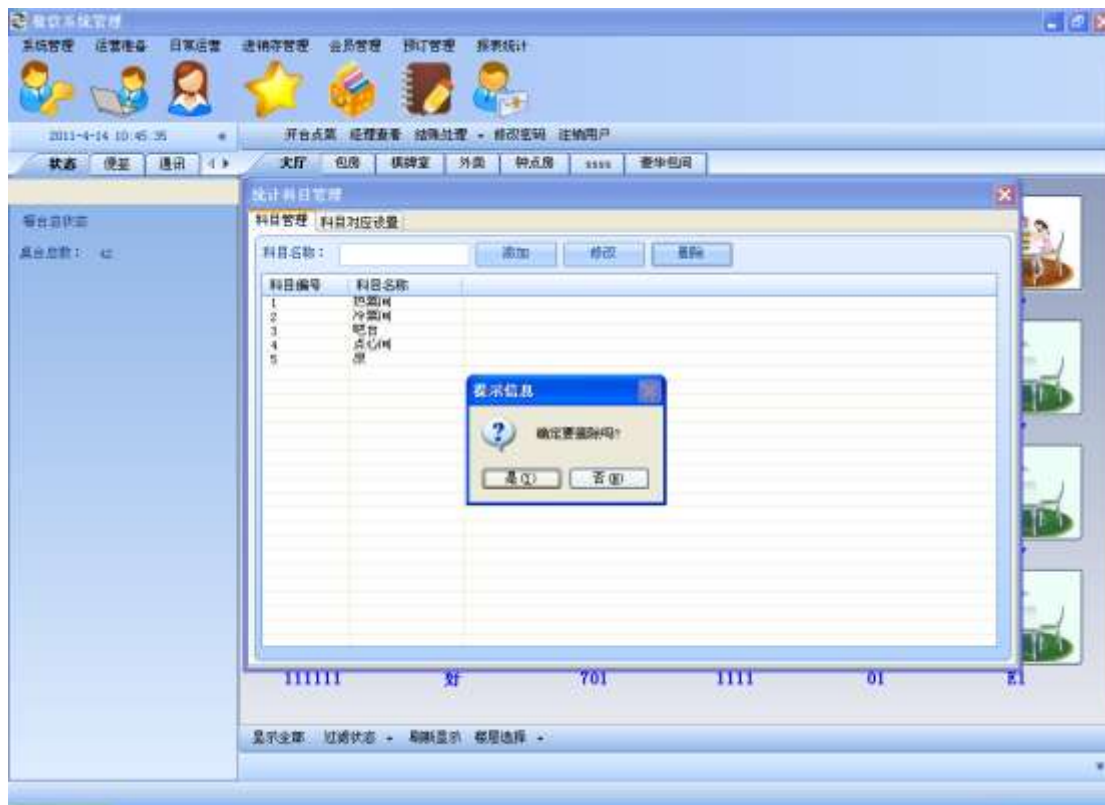 餐饮系统管理
系统管理 运营准备 日常运营 进销存管理 会员管理 预订管理 报表统计
2011-4-14 10:45:35
开台点菜 经理查看 结账处理 修改密码 注销用户
状态 便签 通讯
大厅 包房 棋牌室 外卖 钟点房 ssss 豪华包间
统计科目管理
科目管理 科目对应设置
餐台总状态
桌台总数: 42
科目名称:
添加 修改 删除
科目编号 科目名称
1 热菜间
2 冷菜间
3 吧台
4 点心间
5
提示信息
确定要删除吗?
是(Y) 否(N)
111111 好 701 1111 01
显示全部 过滤状态 刷新显示 楼层选择